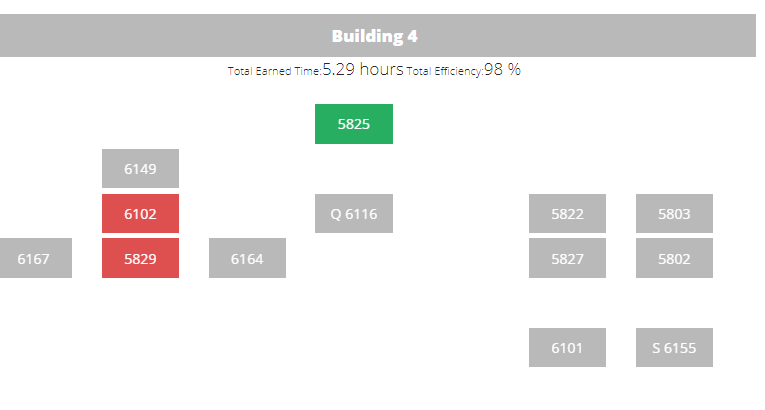 Building 4
Total Earned Time:5.29 hours Total Efficiency:98 %
5825
6149
6102 Q 6116 5822 5803
6167 5829 6164 5827 5802
6101 S 6155